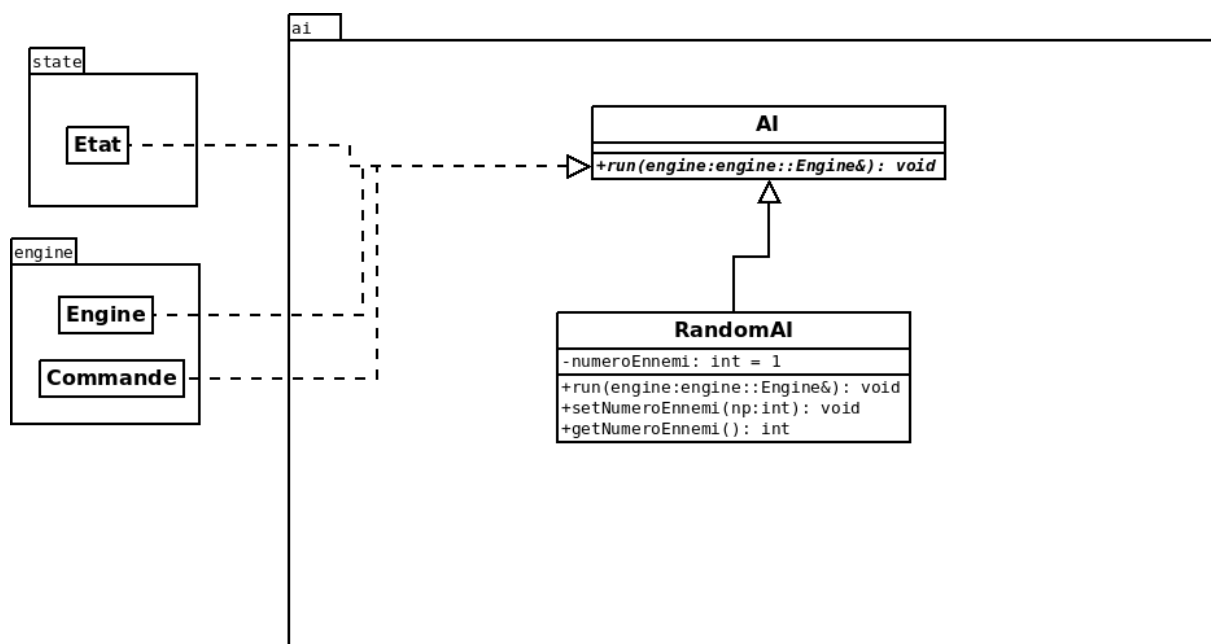 ai
state
Etat
AI
+run(engine:engine::Engine&): void
engine
Engine
Commande
RandomAI
-numeroEnnemi: int = 1
+run(engine:engine::Engine&): void
+setNumeroEnnemi(np:int): void
+getNumeroEnnemi(): int